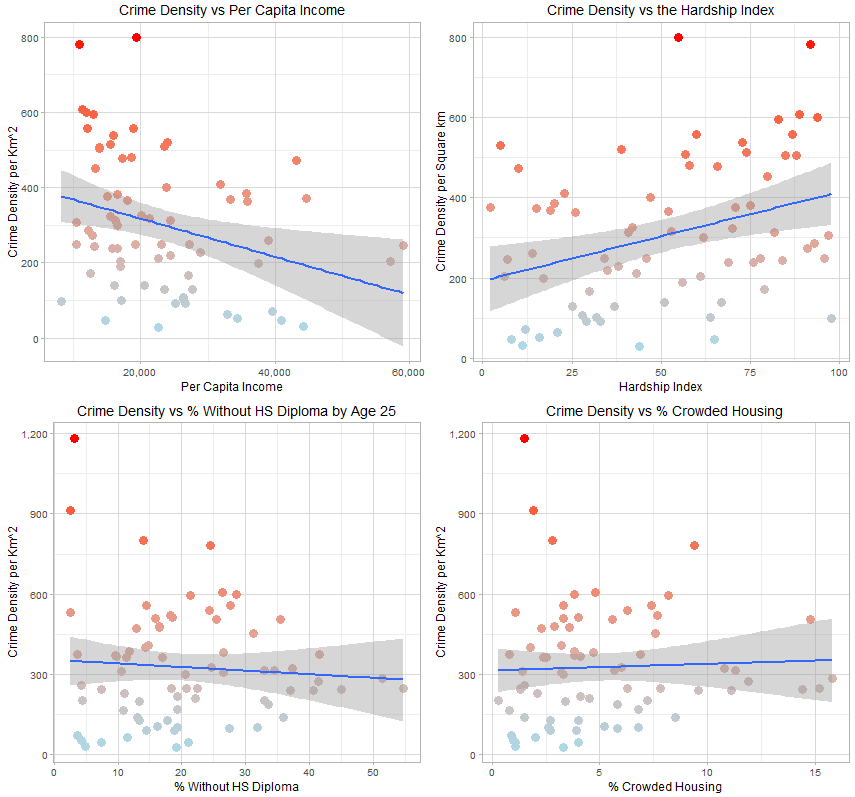 Crime Density vs Per Capita Income
Crime Density per Km^2
800
600
400
200
0
20,000 40,000 60,000
Per Capita Income
Crime Density vs the Hardship Index
Crime Density per Square km
800
600
400
200
0
0 25 50 75 100
Hardship Index
Crime Density vs % Without HS Diploma by Age 25
Crime Density per Km^2
1,200
900
600
300
0
0 10 20 30 40 50
% Without HS Diploma
Crime Density vs % Crowded Housing
Crime Density per Km^2
1,200
900
600
300
0
0 5 10 15
% Crowded Housing